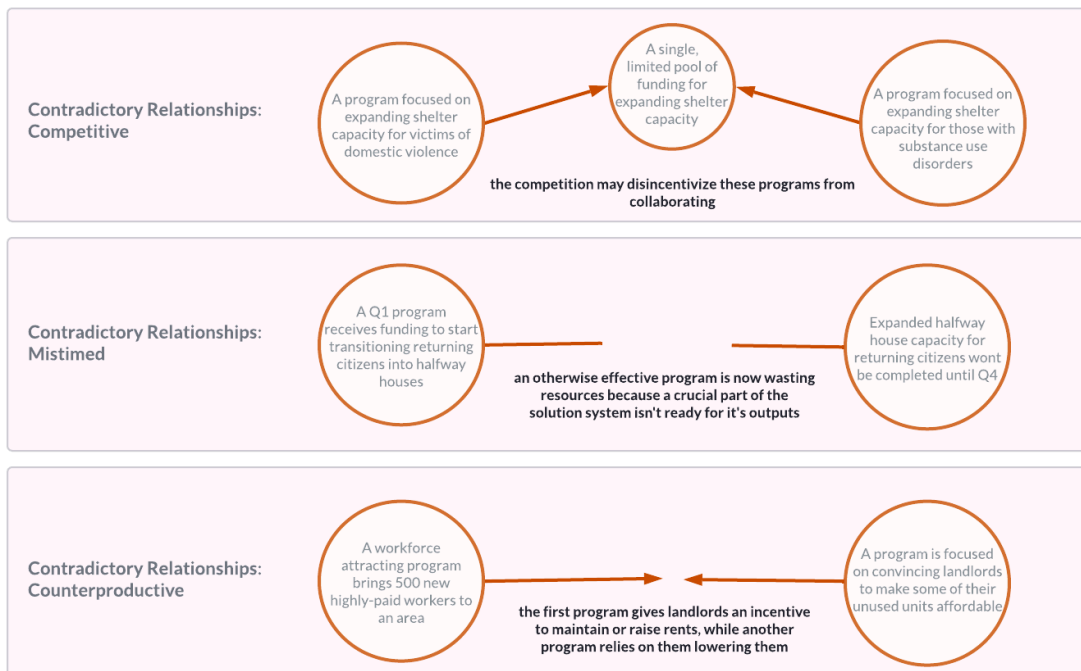 Contradictory Relationships:
Competitive
A program focused on
expanding shelter
capacity for victims of
domestic violence
A single,
limited pool of
funding for
expanding shelter
capacity
A program focused on
expanding shelter
capacity for those with
substance use
disorders
the competition may disincentivize these programs from
collaborating
Contradictory Relationships:
Mistimed
A Q1 program
receives funding to start
transitioning returning
citizens into halfway
houses
Expanded halfway
house capacity for
returning citizens wont
be completed until Q4
an otherwise effective program is now wasting
resources because a crucial part of the
solution system isn't ready for it's outputs
Contradictory Relationships:
Counterproductive
A workforce
attracting program
brings 500 new
highly-paid workers to
an area
A program is focused
on convincing landlords
to make some of their
unused units affordable
the first program gives landlords an incentive
to maintain or raise rents, while another
program relies on them lowering them